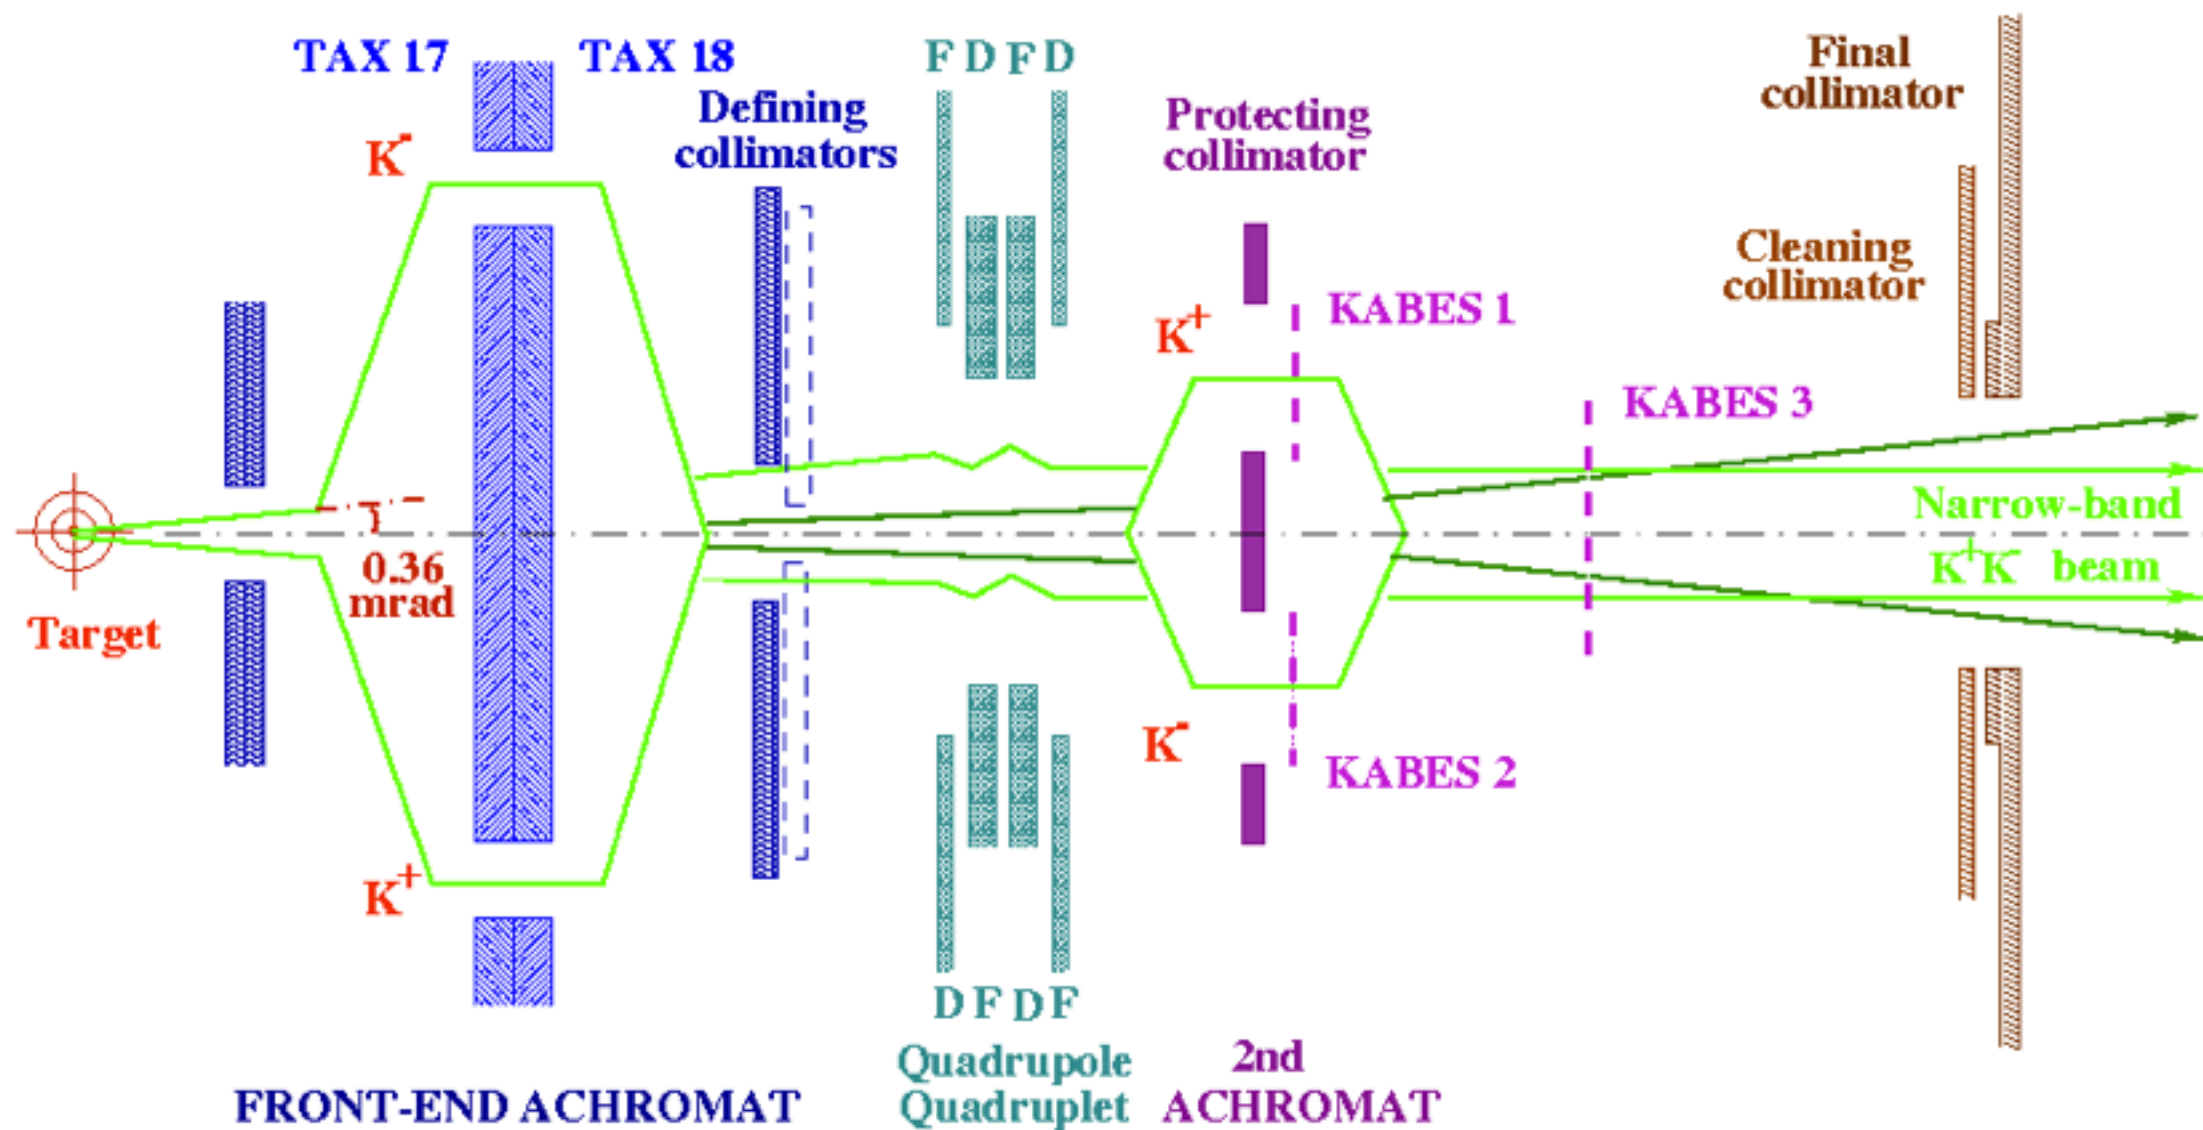 TAX 17
TAX 18
F D F D
Final
collimator
Defining
collimators
Protecting
collimator
K-
Cleaning
collimator
K+
KABES 1
KABES 3
Narrow-band
K+K- beam
0.36
mrad
Target
K-
KABES 2
K+
D F D F
Quadrupole
Quadruplet
2nd
ACHROMAT
FRONT-END ACHROMAT